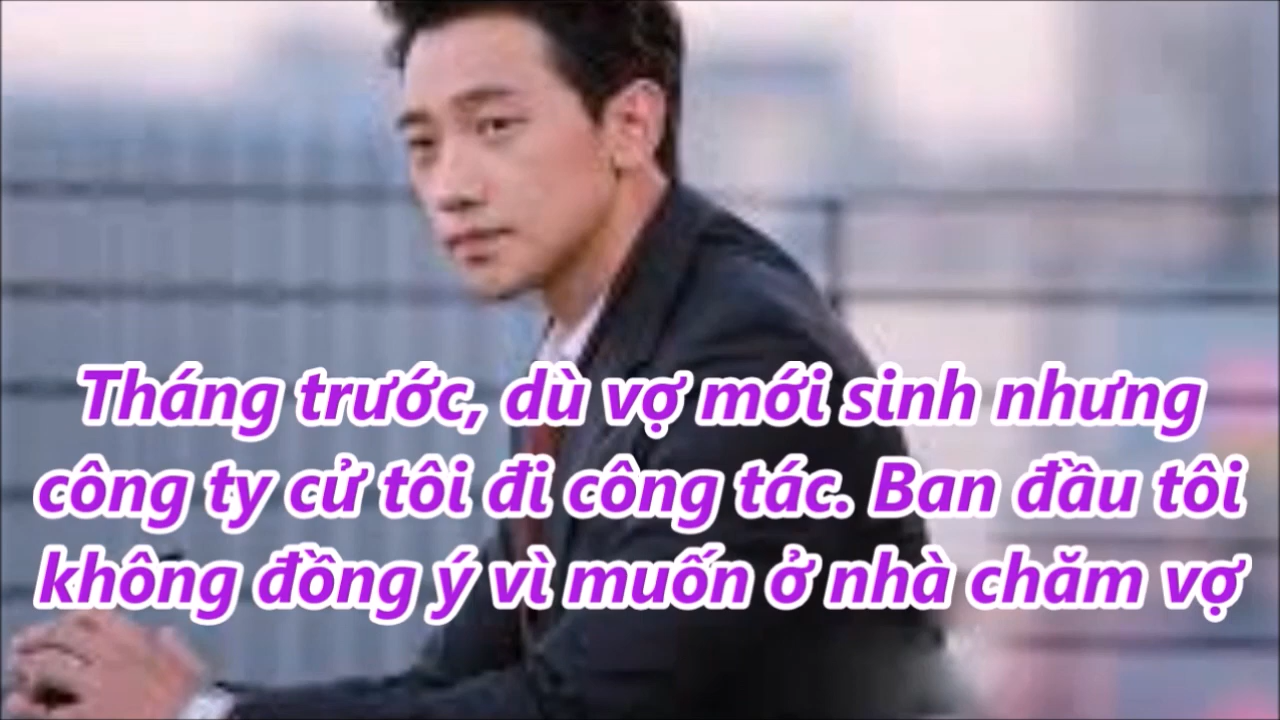 Tháng trước, dù vợ mới sinh nhưng
công ty cử tôi đi công tác. Ban đầu tôi
không đồng ý vì muốn ở nhà chăm vợ